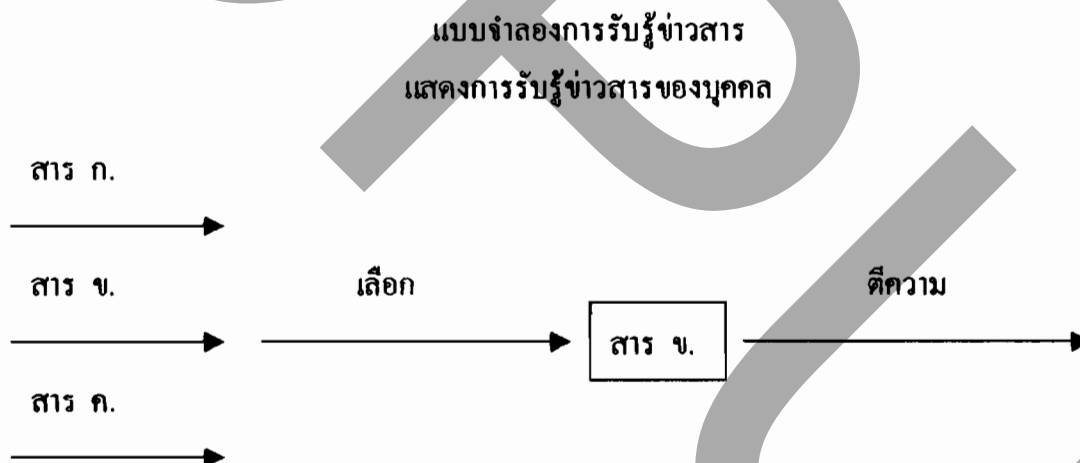 แบบจำลองการรับรู้ข่าวสาร
แสดงการรับรู้ข่าวสารของบุคคล
สาร ก.
สาร ข.
เลือก
ตีความ
สาร ข.
สาร ค.